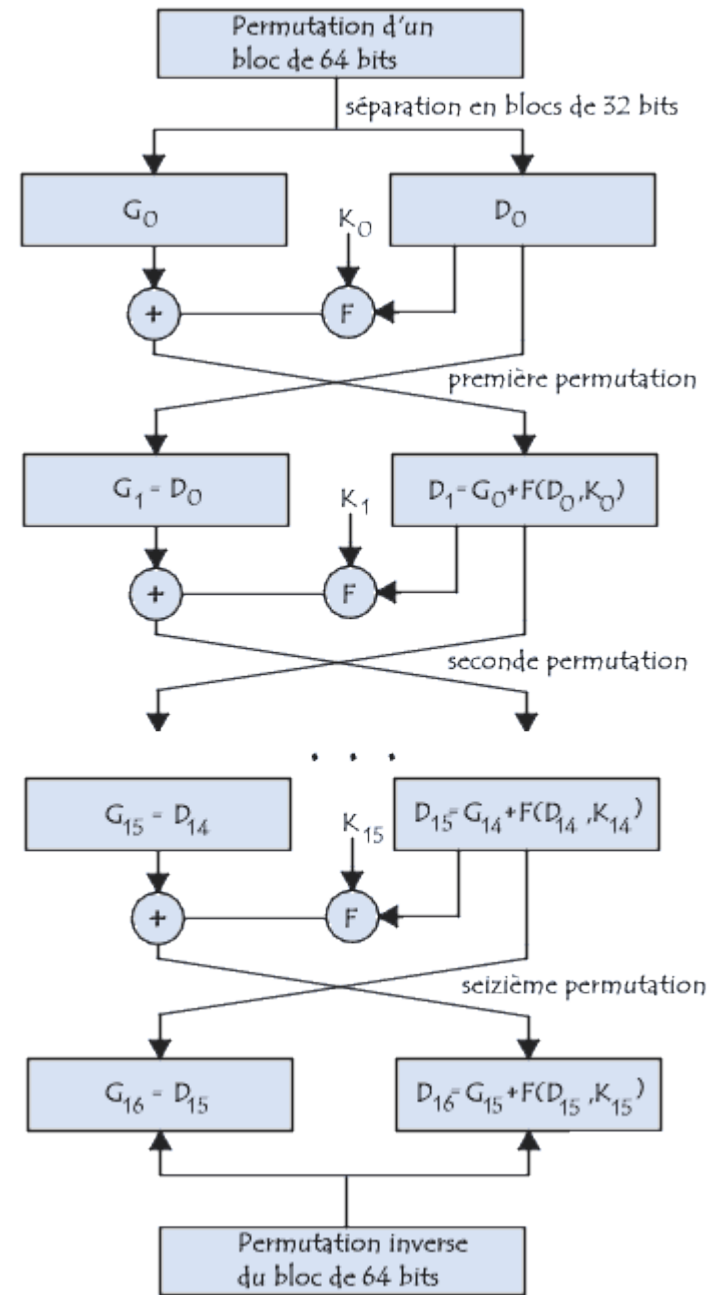 Permutation d'un
bloc de 64 bits
séparation en blocs de 32 bits
G0
K0
D0
+
F
première permutation
G1 = D0
K1
D1 = G0+F(D0,K0)
+
F
seconde permutation
. . .
G15 = D14
K15
D15=G14+F(D14,K14)
+
F
seizième permutation
G16 = D15
D16=G15+F(D15,K15)
Permutation inverse
du bloc de 64 bits